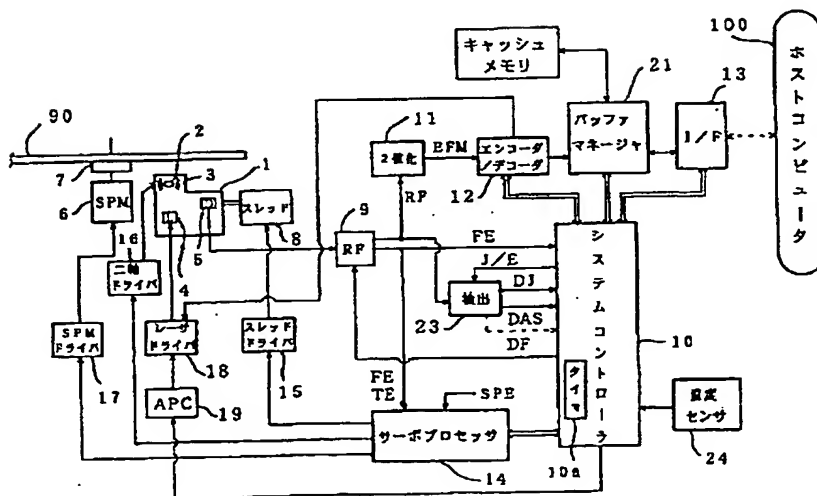 キャッシュ
メモリ
100
ホストコンピュータ
21
13
バッファ
マネージャ
I/F
11
2値化
EFM
エンコーダ
/デコーダ
12
RF
90
2
3
1
7
SPM
6
スレッド
8
16
二軸
ドライバ
4
5
9
RF
FE
J/E
検出
DJ
23
DAS
DF
システムコントローラ
10
タイマ
10a
SPM
ドライバ
17
レーザ
ドライバ
18
スレッド
ドライバ
15
FE
TE
SPE
APC
19
サーボプロセッサ
14
温度
センサ
24